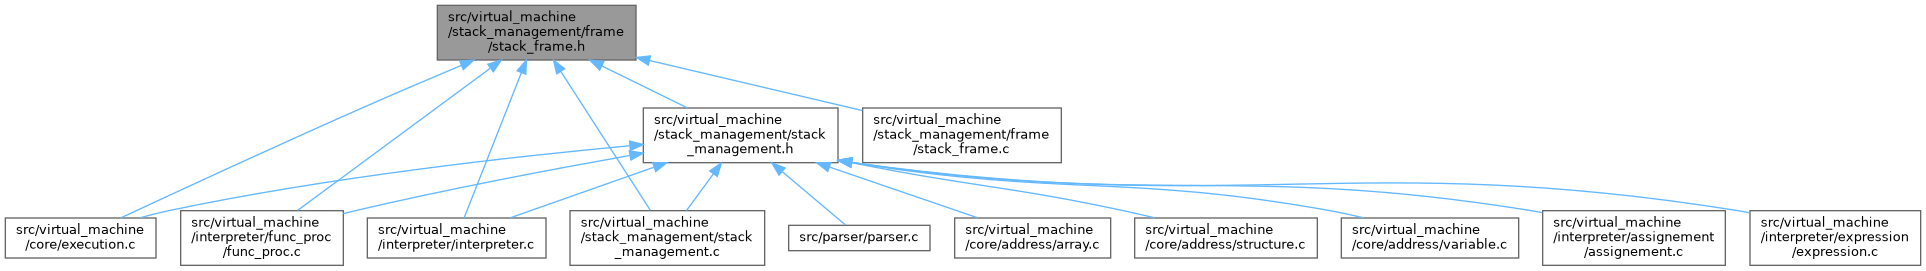 src/virtual_machine
/stack_management/frame
/stack_frame.h
src/virtual_machine
/stack_management/stack
_management.h
src/virtual_machine
/stack_management/frame
/stack_frame.c
src/virtual_machine
/core/execution.c
src/virtual_machine
/interpreter/func_proc
/func_proc.c
src/virtual_machine
/interpreter/interpreter.c
src/virtual_machine
/stack_management/stack
_management.c
src/parser/parser.c
src/virtual_machine
/core/address/array.c
src/virtual_machine
/core/address/structure.c
src/virtual_machine
/core/address/variable.c
src/virtual_machine
/interpreter/assignement
/assignement.c
src/virtual_machine
/interpreter/expression
/expression.c